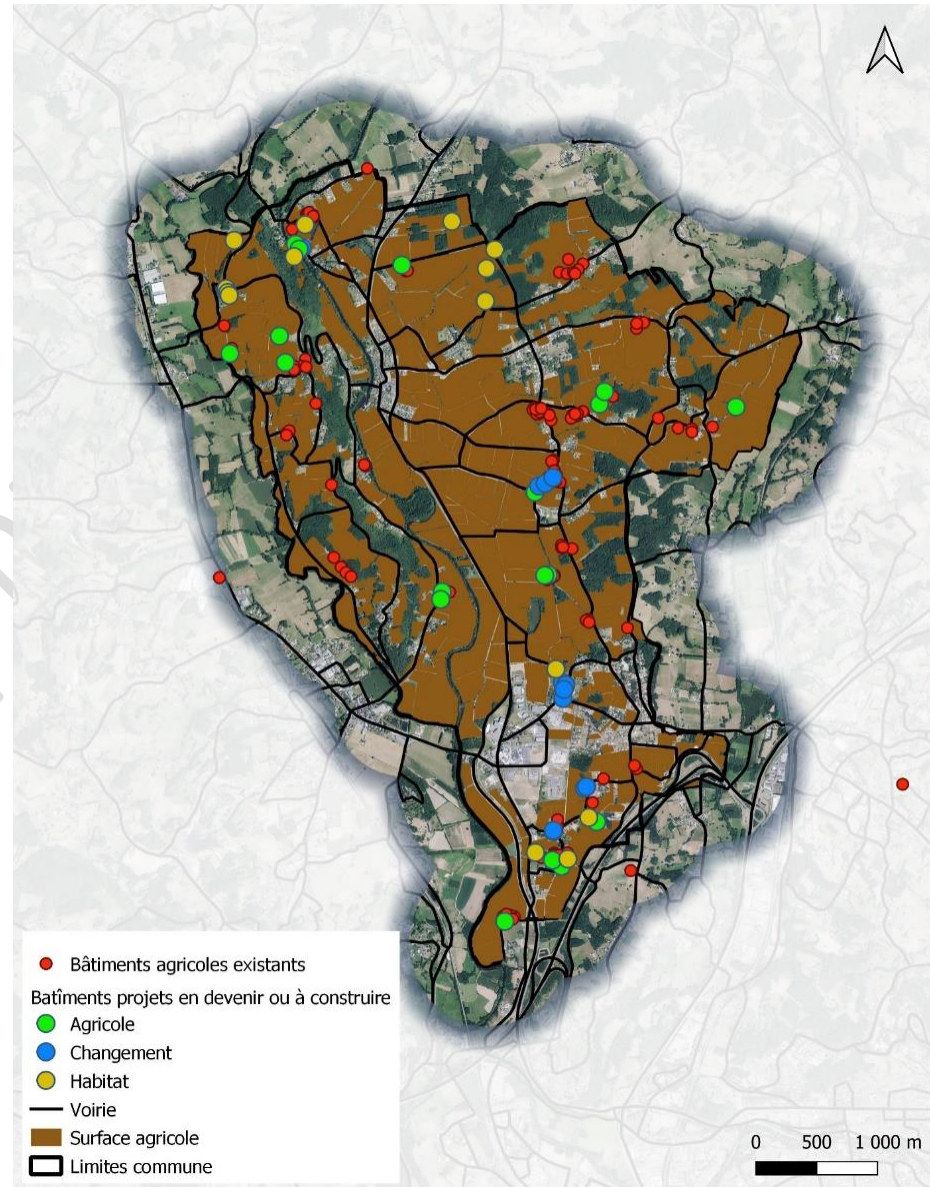 Bâtiments agricoles existants
Batîments projets en devenir ou à construire
Agricole
Changement
Habitat
Voirie
Surface agricole
Limites commune
0 500 1 000 m